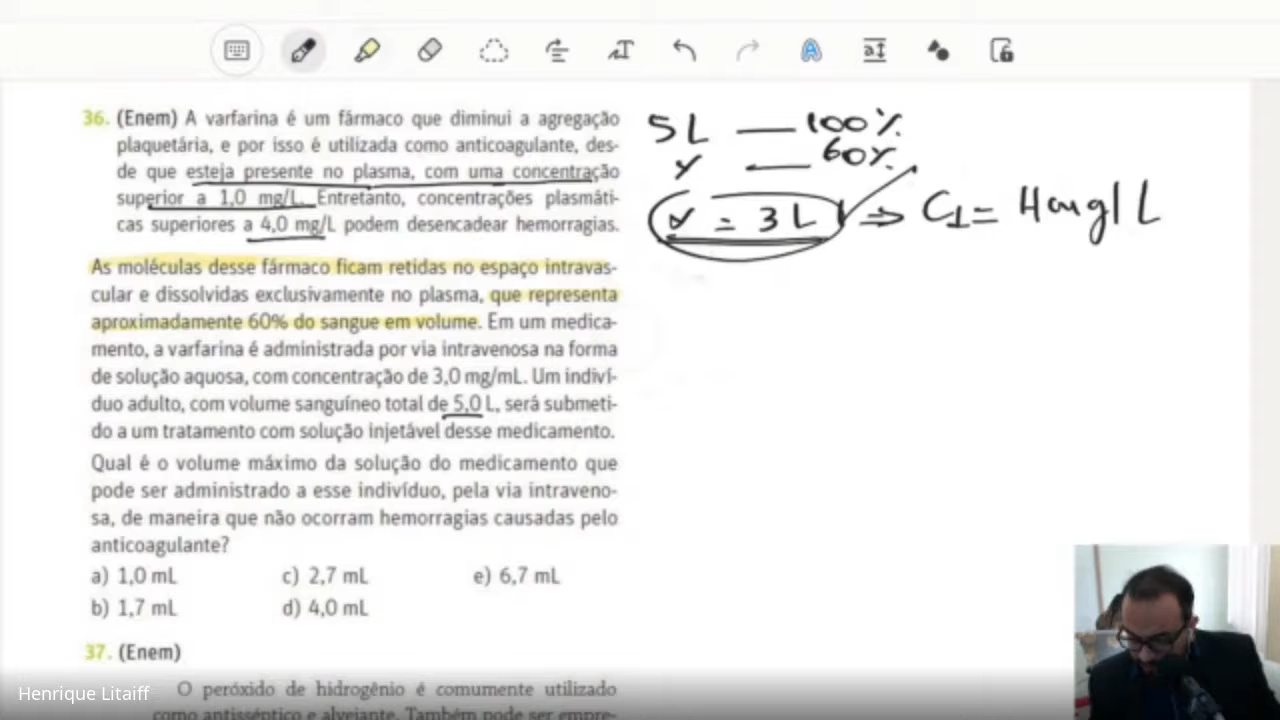 36. (Enem) A varfarina é um fármaco que diminui a agregação
plaquetária, e por isso é utilizada como anticoagulante, des-
de que esteja presente no plasma, com uma concentração
superior a 1,0 mg/L. Entretanto, concentrações plasmáti-
cas superiores a 4,0 mg/L podem desencadear hemorragias.
As moléculas desse fármaco ficam retidas no espaço intravas-
cular e dissolvidas exclusivamente no plasma, que representa
aproximadamente 60% do sangue em volume. Em um medica-
mento, a varfarina é administrada por via intravenosa na forma
de solução aquosa, com concentração de 3,0 mg/mL. Um indiví-
duo adulto, com volume sanguíneo total de 5,0 L, será submeti-
do a um tratamento com solução injetável desse medicamento.
Qual é o volume máximo da solução do medicamento que
pode ser administrado a esse indivíduo, pela via intraveno-
sa, de maneira que não ocorram hemorragias causadas pelo
anticoagulante?
a) 1,0 mL c) 2,7 mL e) 6,7 mL
b) 1,7 mL d) 4,0 mL
37. (Enem)
O peróxido de hidrogênio é comumente utilizado
como antisséptico e alvejante. Também pode ser empre-
5L — 100%
60%
= 3L ⇒ C1 = 4mg/L
Henrique Litaiff